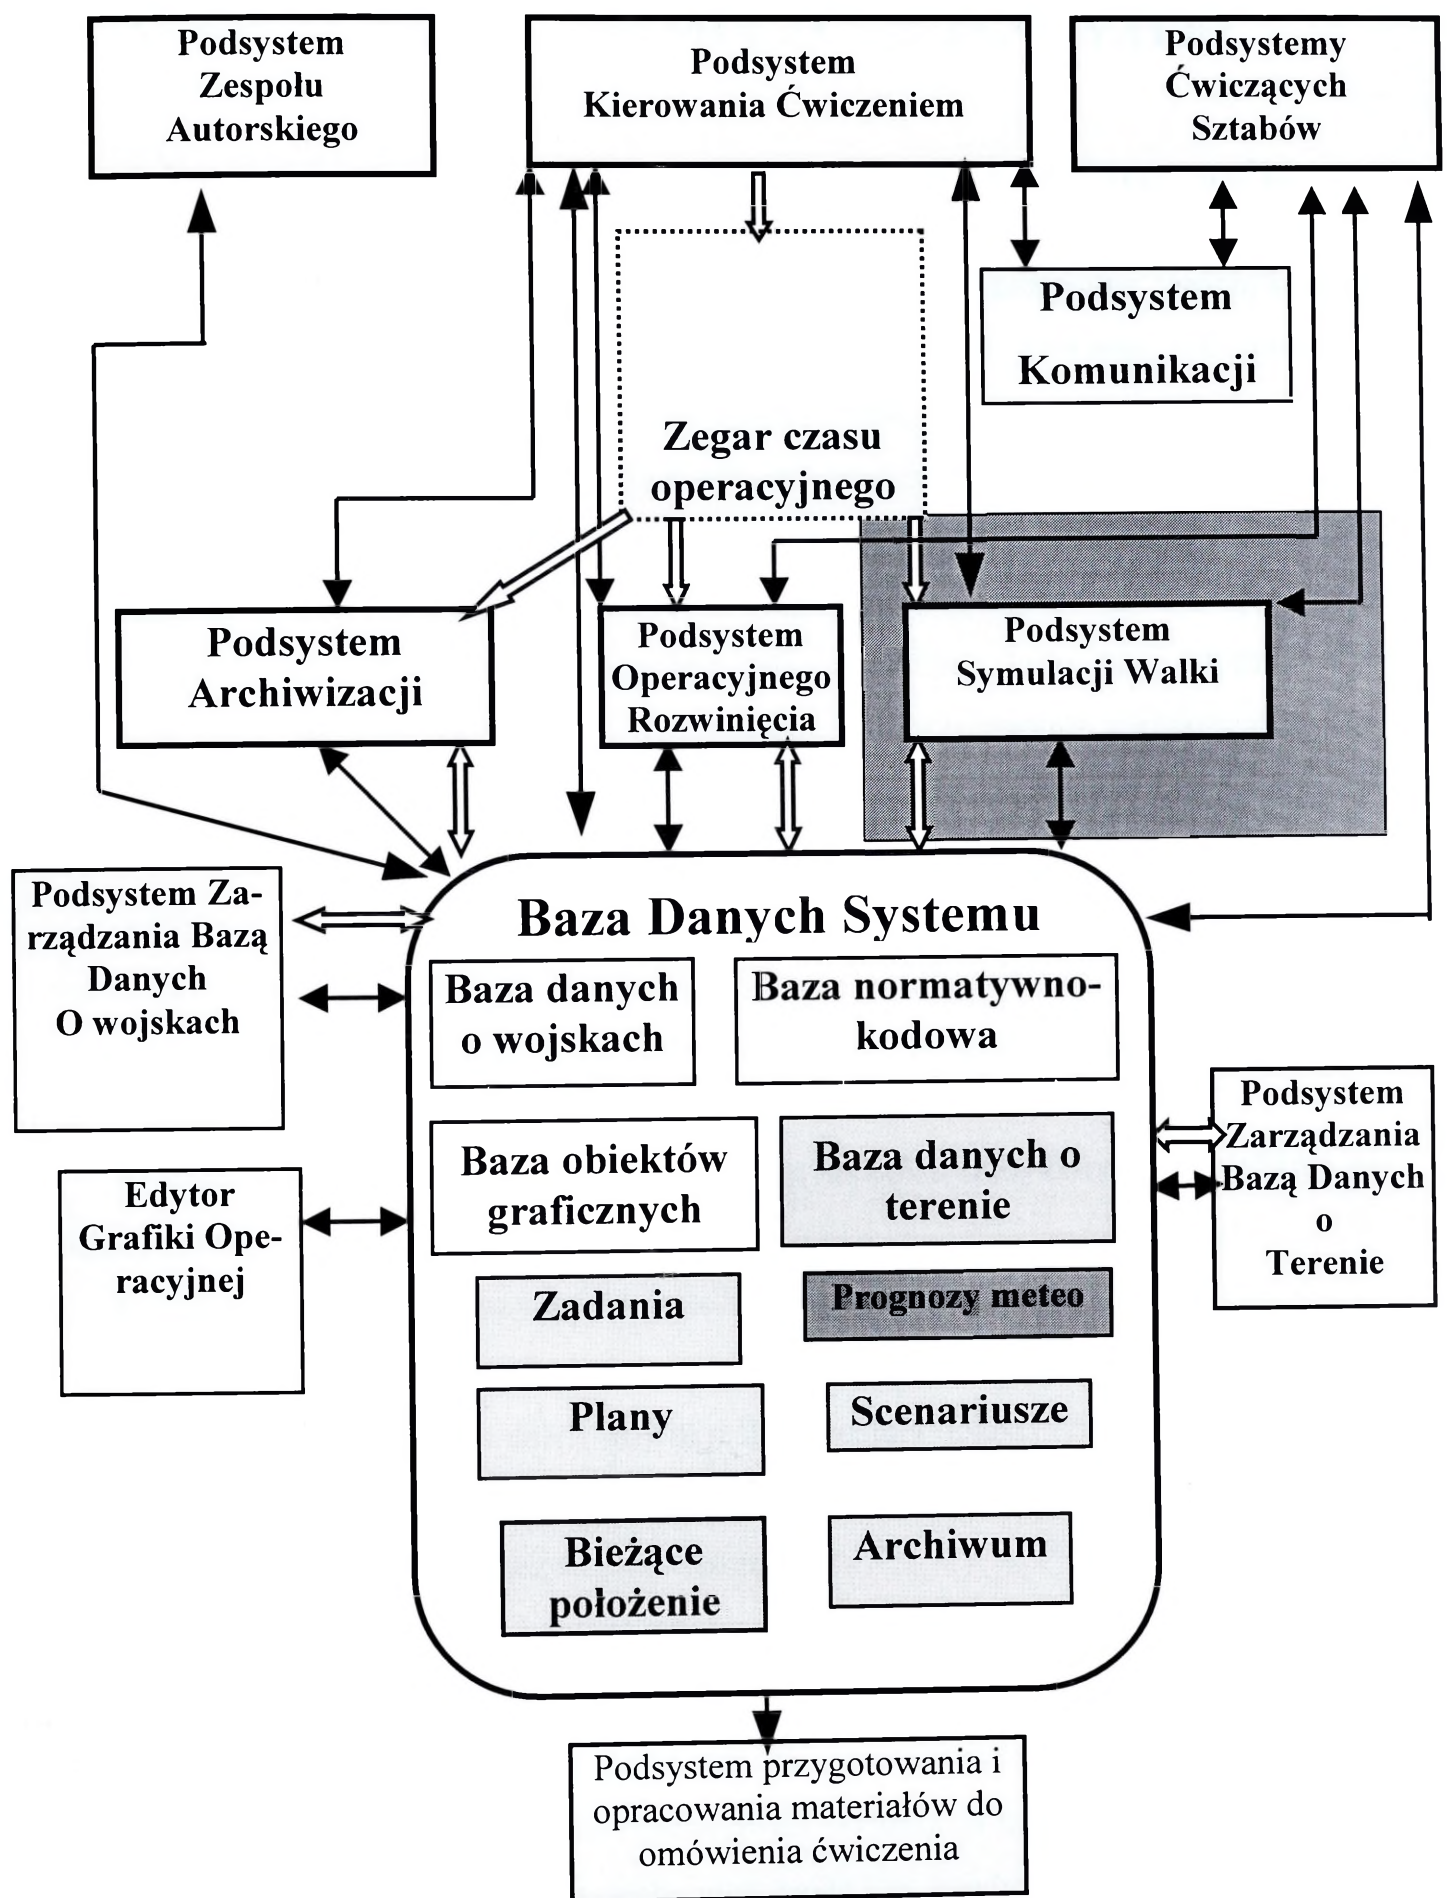 Podsystem
Zespołu
Autorskiego
Podsystem
Kierowania Ćwiczeniem
Podsystemy
Ćwiczących
Sztabów
Podsystem
Komunikacji
Zegar czasu
operacyjnego
Podsystem
Archiwizacji
Podsystem
Operacyjnego
Rozwinięcia
Podsystem
Symulacji Walki
Podsystem Za-
rządzania Bazą
Danych
O wojskach
Baza Danych Systemu
Baza danych
o wojskach
Baza normatywno-
kodowa
Podsystem
Zarządzania
Bazą Danych
o
Terenie
Edytor
Grafiki Ope-
racyjnej
Baza obiektów
graficznych
Baza danych o
terenie
Zadania
Prognozy meteo
Plany
Scenariusze
Bieżące
położenie
Archiwum
Podsystem przygotowania i
opracowania materiałów do
omówienia ćwiczenia